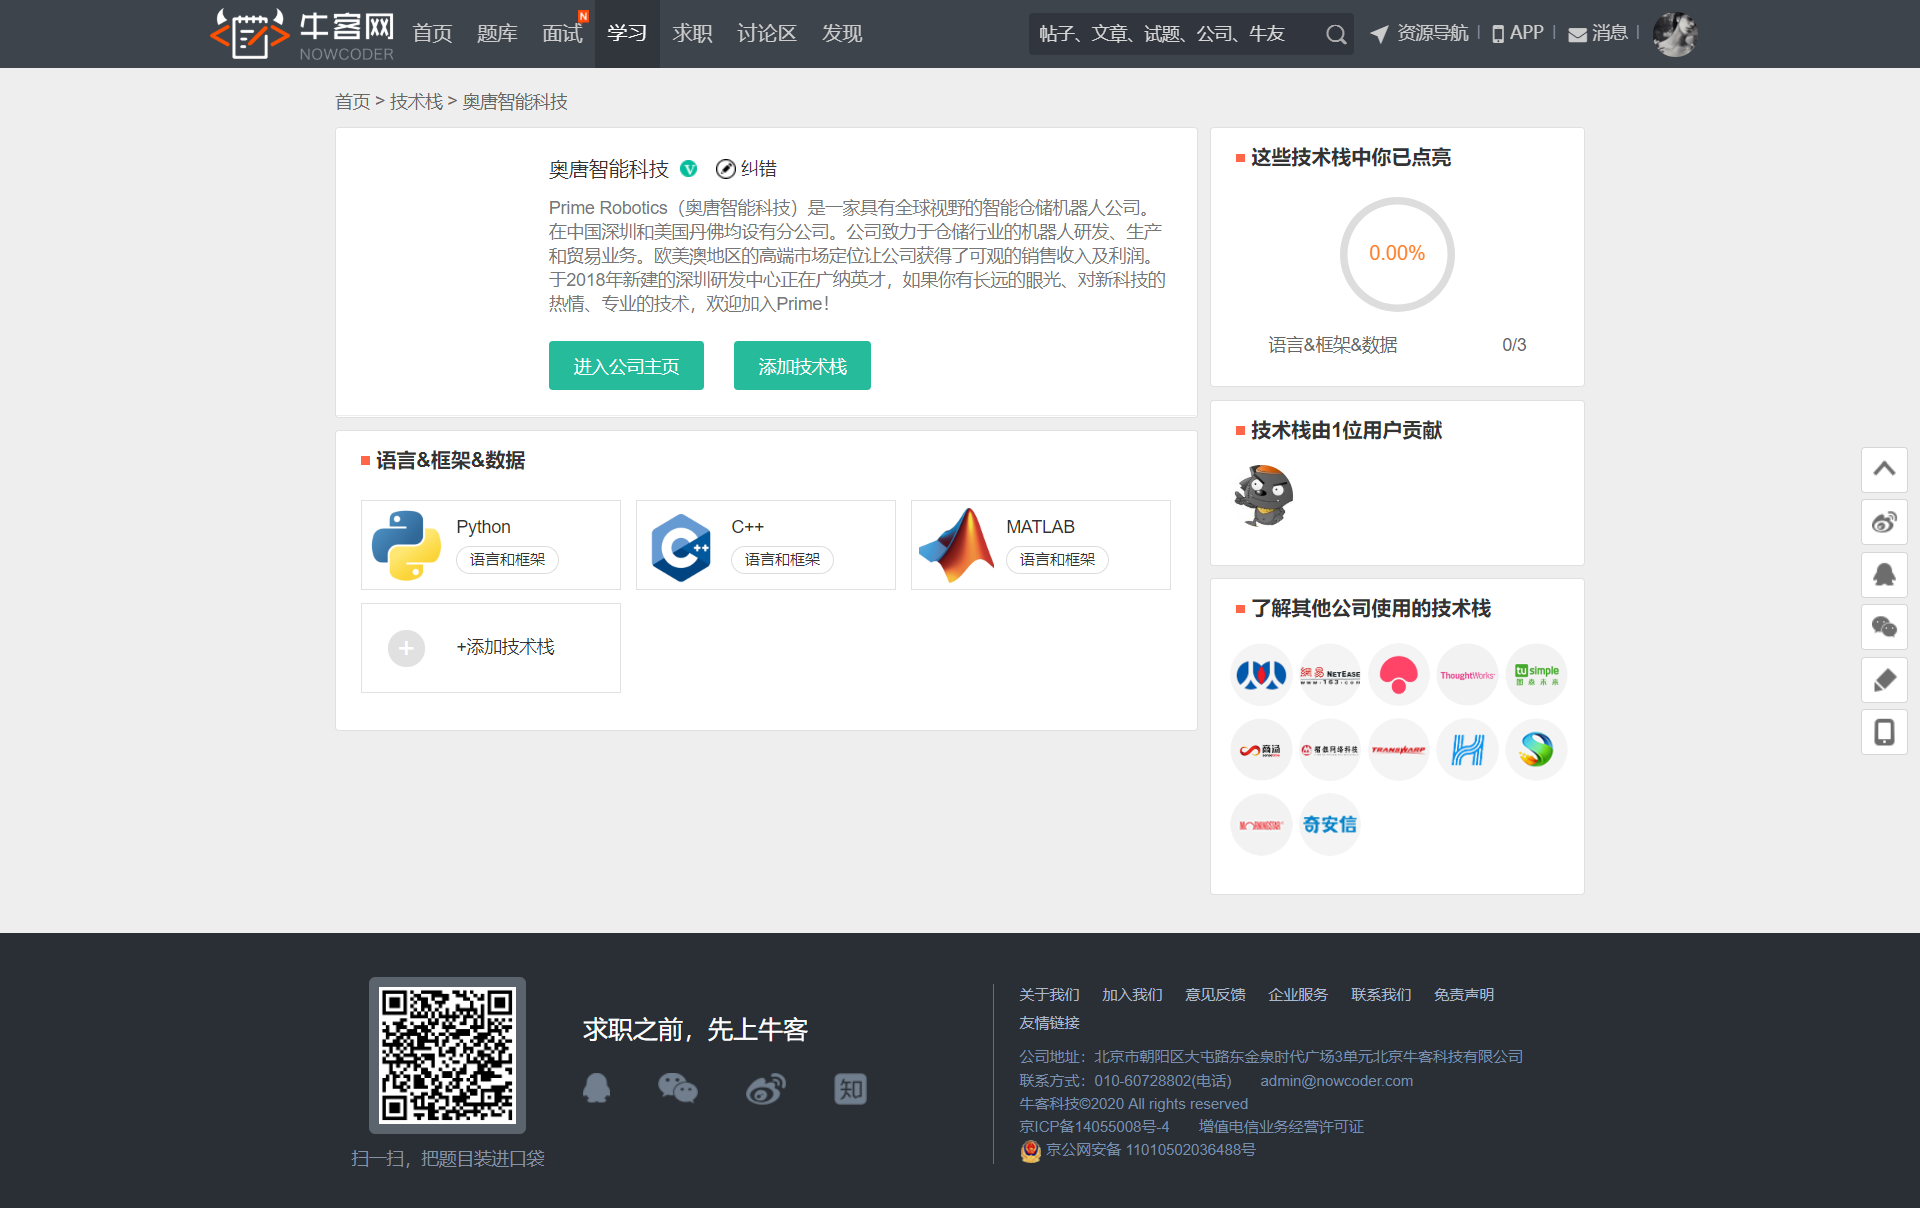 牛客网
NOWCODER
首页
题库
面试
N
学习
求职
讨论区
发现
帖子、文章、试题、公司、牛友
资源导航
APP
消息
首页 > 技术栈 > 奥唐智能科技
奥唐智能科技 V 纠错
Prime Robotics（奥唐智能科技）是一家具有全球视野的智能仓储机器人公司。
在中国深圳和美国丹佛均设有分公司。公司致力于仓储行业的机器人研发、生产
和贸易业务。欧美澳地区的高端市场定位让公司获得了可观的销售收入及利润。
于2018年新建的深圳研发中心正在广纳英才，如果你有长远的眼光、对新科技的
热情、专业的技术，欢迎加入Prime！
进入公司主页
添加技术栈
语言&框架&数据
Python
语言和框架
C++
语言和框架
MATLAB
语言和框架
+添加技术栈
这些技术栈中你已点亮
0.00%
语言&框架&数据 0/3
技术栈由1位用户贡献
了解其他公司使用的技术栈
網易 NETEASE
www.163.com
ThoughtWorks
tusimple
图森未来
商汤
sensetime
TRANSWARP
MORNINGSTAR
奇安信
扫一扫，把题目装进口袋
求职之前，先上牛客
知
关于我们 加入我们 意见反馈 企业服务 联系我们 免责声明
友情链接
公司地址：北京市朝阳区大屯路东金泉时代广场3单元北京牛客科技有限公司
联系方式：010-60728802(电话) admin@nowcoder.com
牛客科技©2020 All rights reserved
京ICP备14055008号-4 增值电信业务经营许可证
京公网安备 11010502036488号